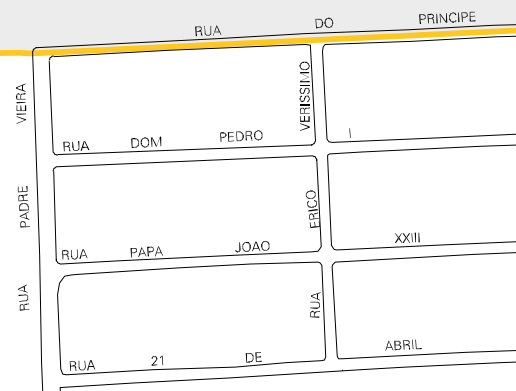 RUA DO PRINCIPE
RUA PADRE VIEIRA
RUA ERICO VERISSIMO
RUA DOM PEDRO I
RUA PAPA JOAO XXIII
RUA 21 DE ABRIL